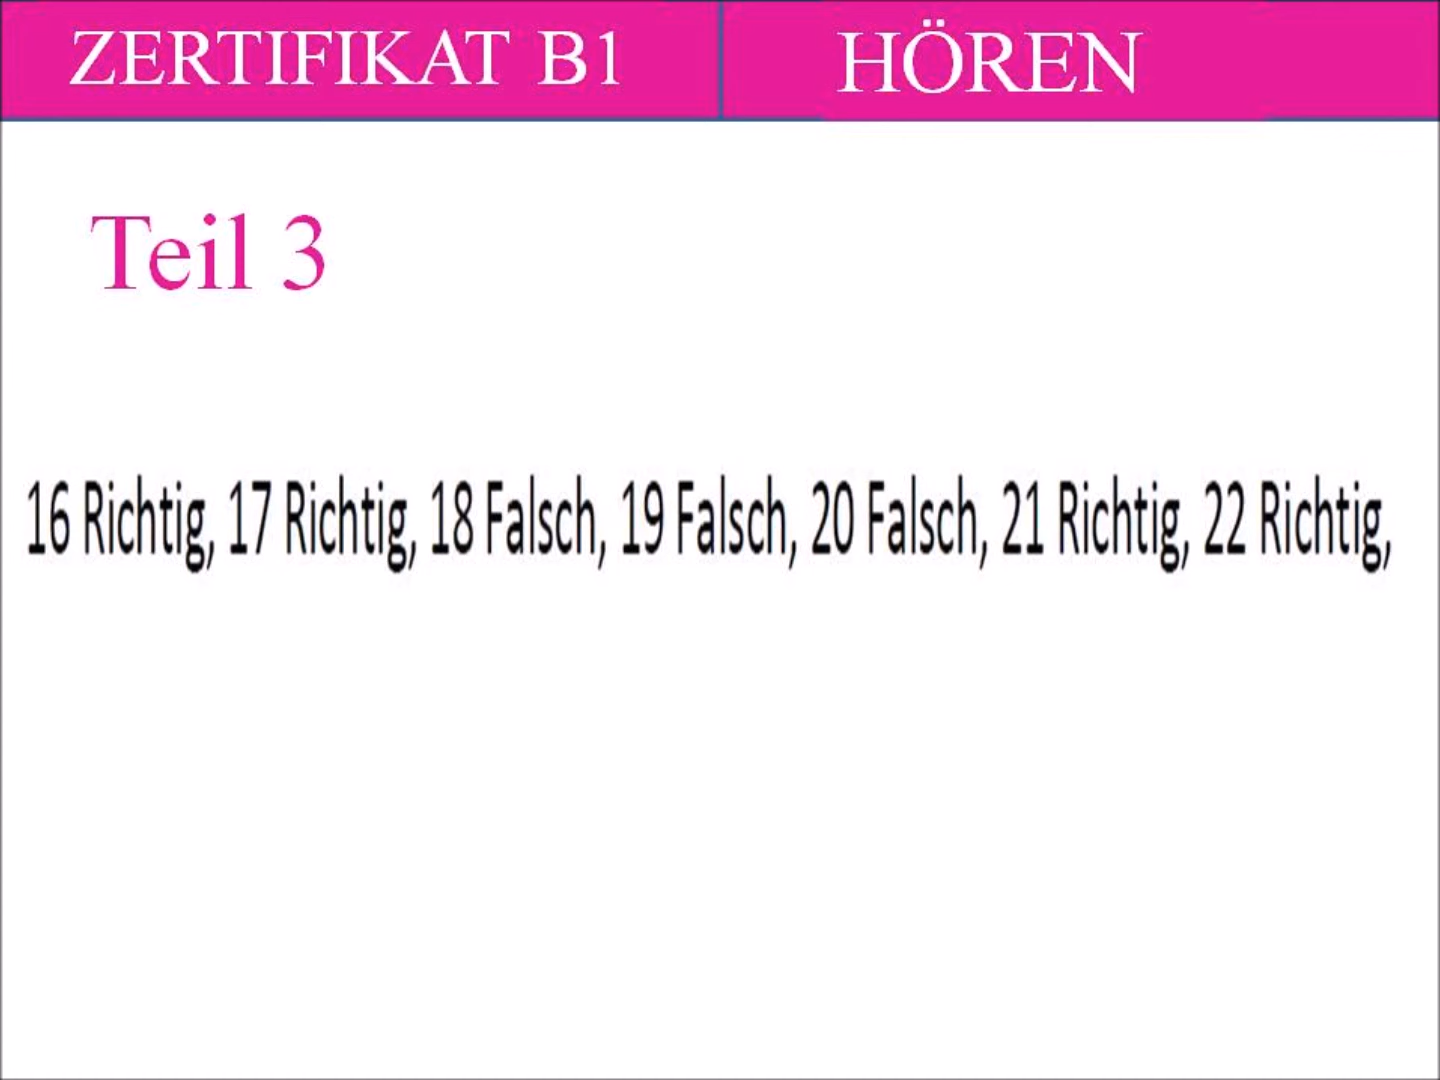 ZERTIFIKAT B1
HÖREN
Teil 3
16 Richtig, 17 Richtig, 18 Falsch, 19 Falsch, 20 Falsch, 21 Richtig, 22 Richtig,